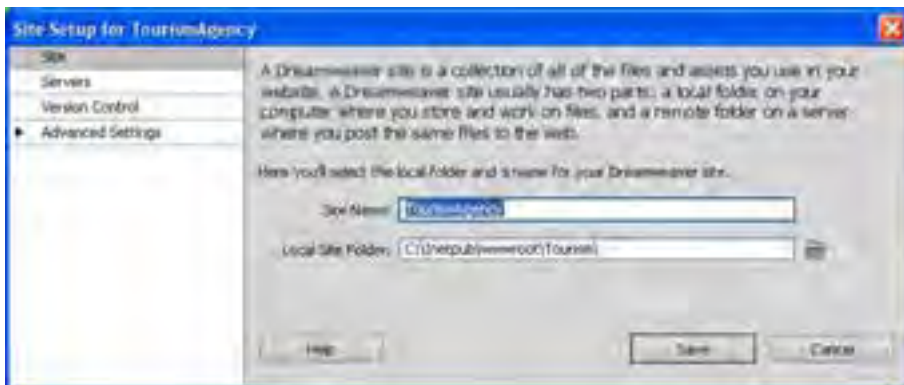 Site Setup for TourismAgency
Site
Servers
Version Control
Advanced Settings
A Dreamweaver site is a collection of all of the files and assets you use in your
website. A Dreamweaver site usually has two parts: a local folder on your
computer where you store and work on files, and a remote folder on a server
where you post the same files to the web.
Here you'll select the local folder and a name for your Dreamweaver site.
Site Name: TourismAgency
Local Site Folder: C:\Inetpub\wwwroot\Tourism\
Help
Save
Cancel